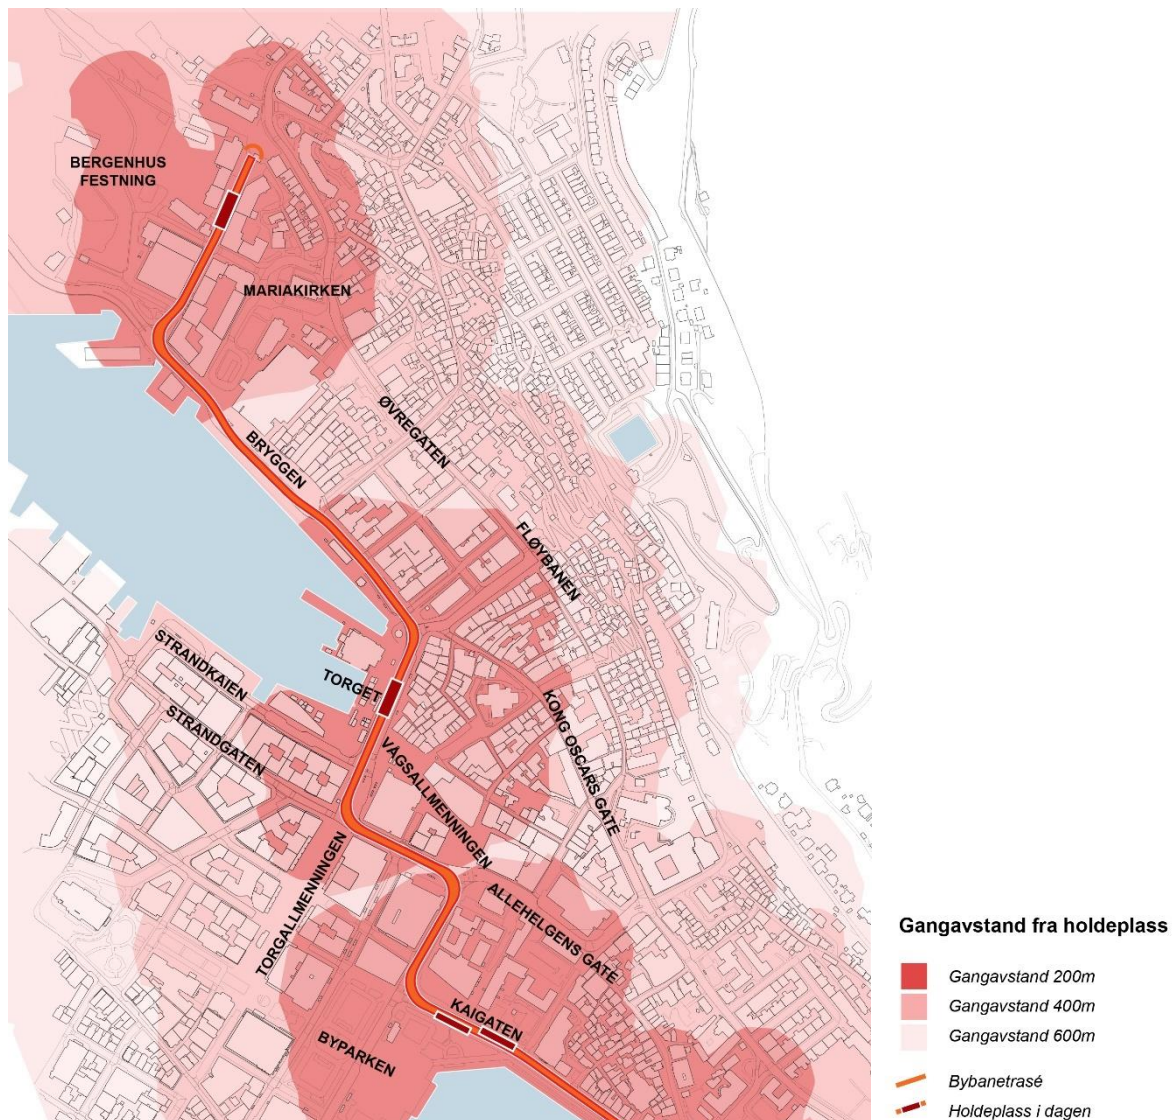 BERGENHUS
FESTNING
MARIAKIRKEN
ØVREGATEN
BRYGGEN
FLØYBANEN
STRANDKAIEN
TORGET
STRANDGATEN
KONG OSCARS GATE
VÅGSALLMENNINGEN
TORGALLMENNINGEN
ALLEHELGENS GATE
KAIGATEN
BYPARKEN
Gangavstand fra holdeplass
Gangavstand 200m
Gangavstand 400m
Gangavstand 600m
Bybanetrasé
Holdeplass i dagen